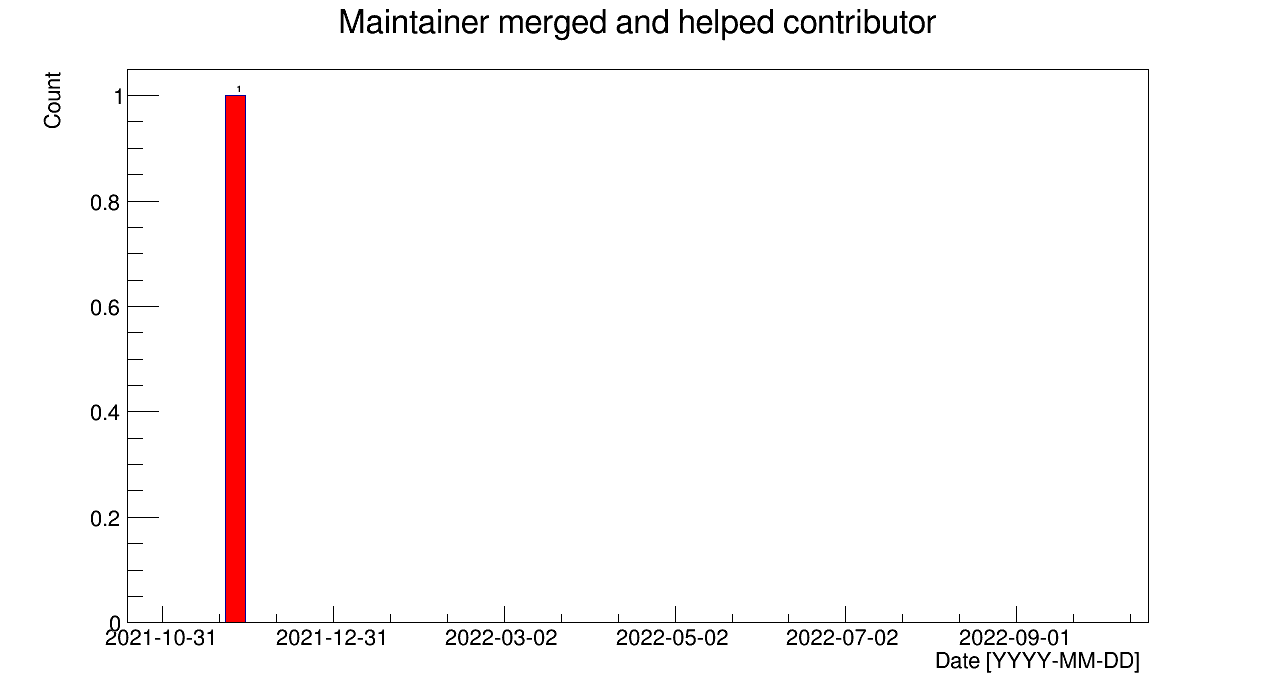 Maintainer merged and helped contributor
Count
1
1
0.8
0.6
0.4
0.2
0
2021-10-31 2021-12-31 2022-03-02 2022-05-02 2022-07-02 2022-09-01
Date [YYYY-MM-DD]